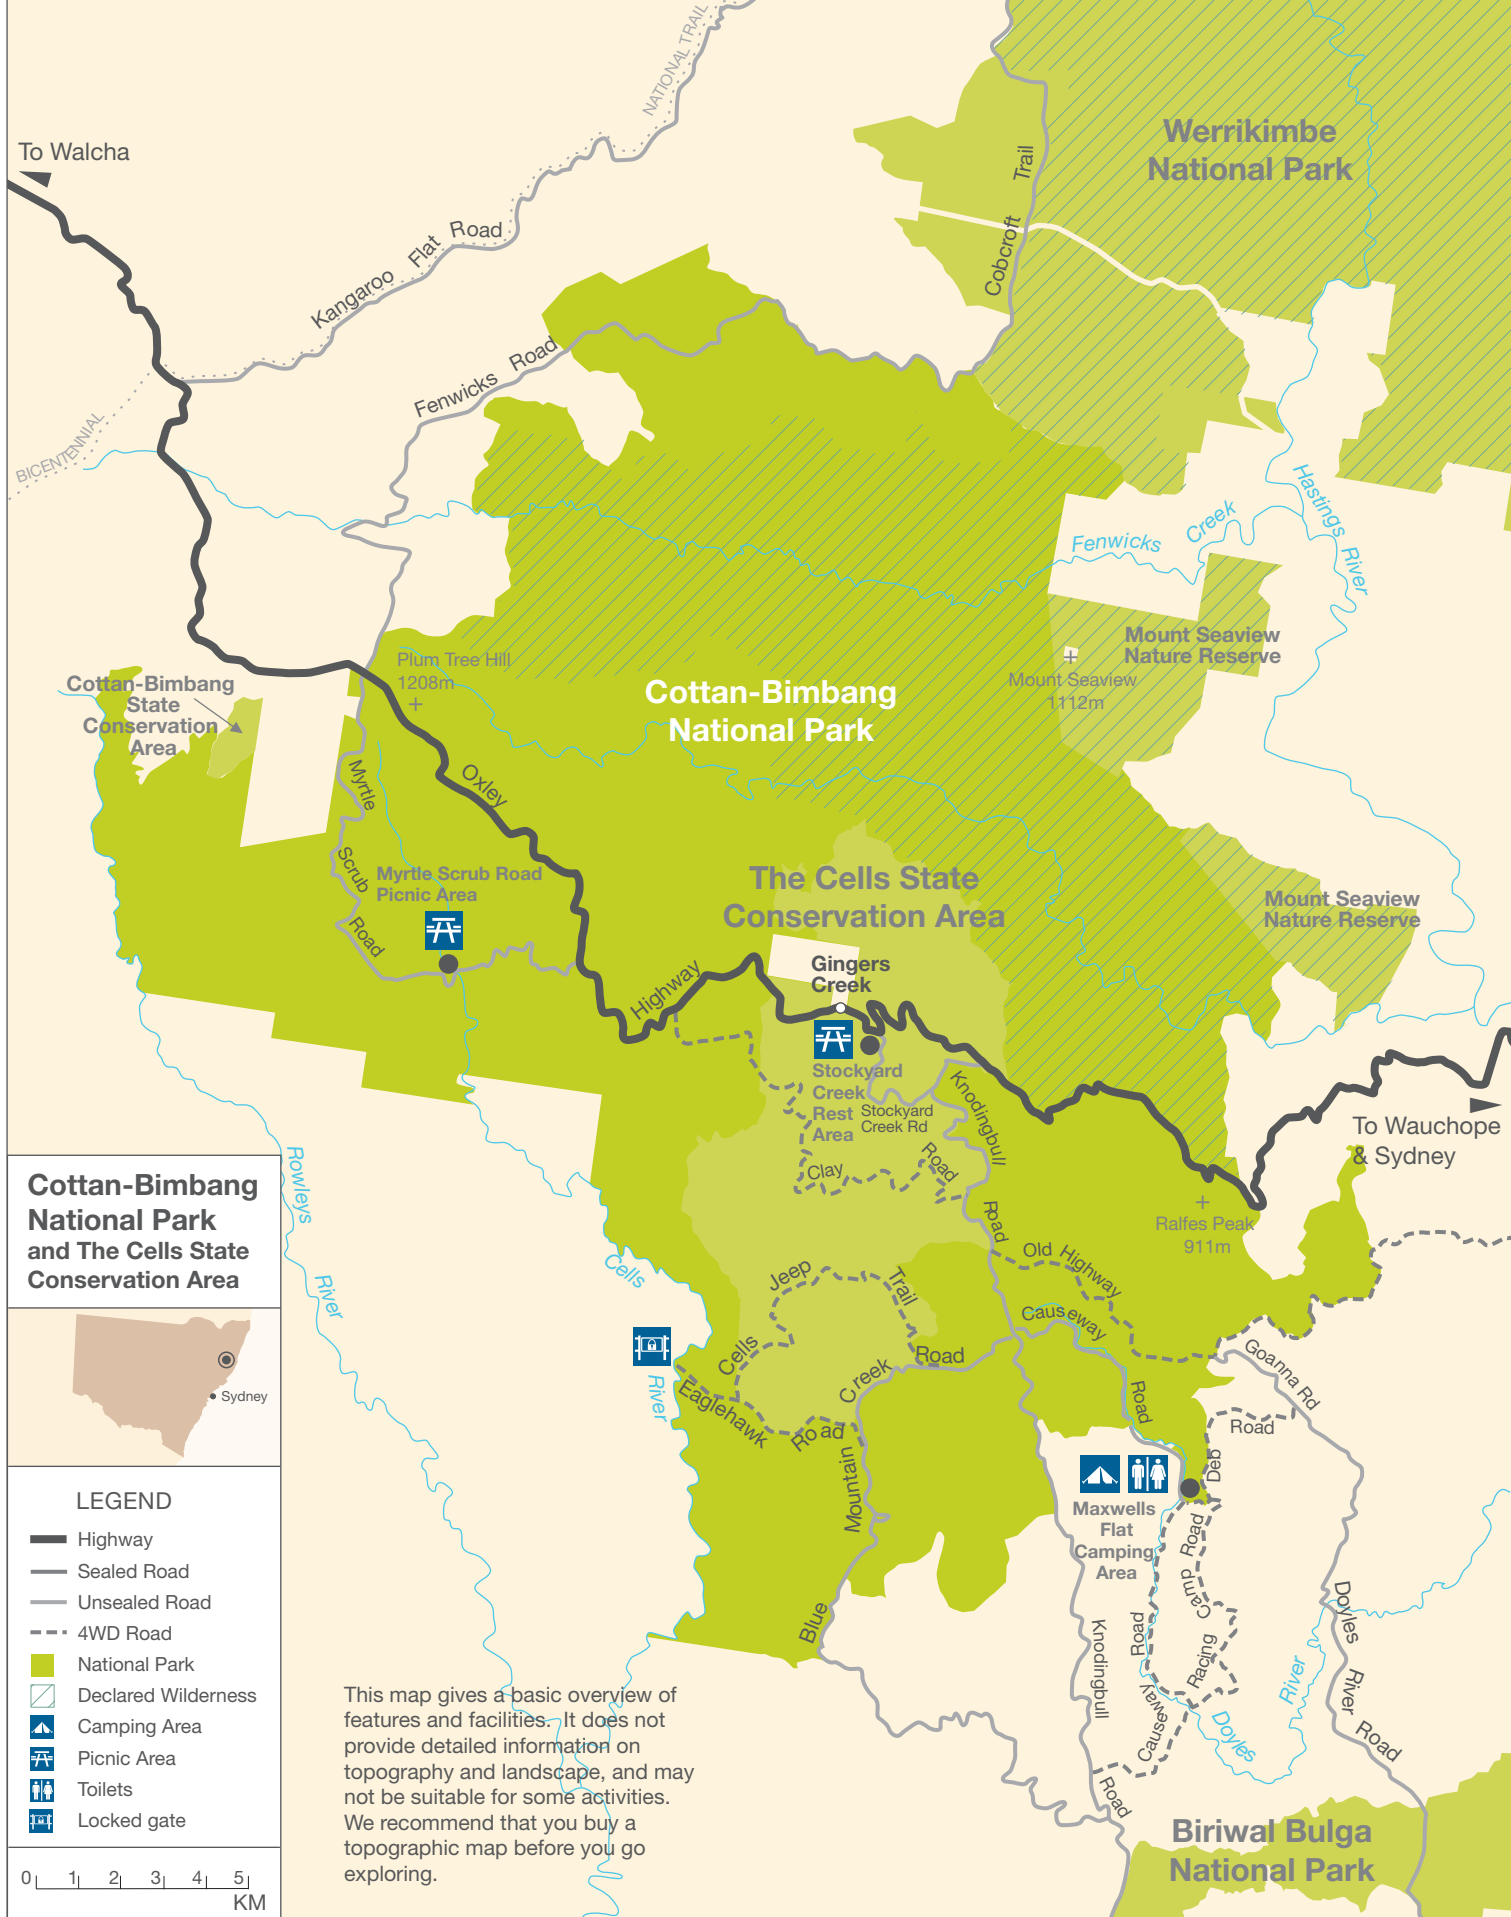 NATIONAL TRAIL
To Walcha
Werrikimbe
National Park
Cobcroft Trail
Kangaroo Flat Road
Fenwicks Road
BICENTENNIAL
Hastings River
Fenwicks Creek
Mount Seaview
Nature Reserve
Mount Seaview
1112m
Plum Tree Hill
1208m
Cottan-Bimbang
State
Conservation
Area
Cottan-Bimbang
National Park
Myrtle Scrub Road
Oxley Highway
Myrtle Scrub Road
Picnic Area
The Cells State
Conservation Area
Mount Seaview
Nature Reserve
Gingers
Creek
Stockyard
Creek
Rest
Area
Stockyard
Creek Rd
Knodingbull Road
Clay Road
To Wauchope
& Sydney
Ralfes Peak
911m
Old Highway
Causeway Road
Goanna Rd
Rowleys River
Cells River
Jeep Trail
Cells
Eaglehawk Road
Blue Mountain Creek Road
Deb Road
Maxwells
Flat
Camping
Area
Racing Camp Road
Causeway Road
Knodingbull Road
Doyles River
Doyles River Road
Biriwal Bulga
National Park
Cottan-Bimbang
National Park
and The Cells State
Conservation Area
Sydney
LEGEND
Highway
Sealed Road
Unsealed Road
4WD Road
National Park
Declared Wilderness
Camping Area
Picnic Area
Toilets
Locked gate
0 1 2 3 4 5
KM
This map gives a basic overview of
features and facilities. It does not
provide detailed information on
topography and landscape, and may
not be suitable for some activities.
We recommend that you buy a
topographic map before you go
exploring.